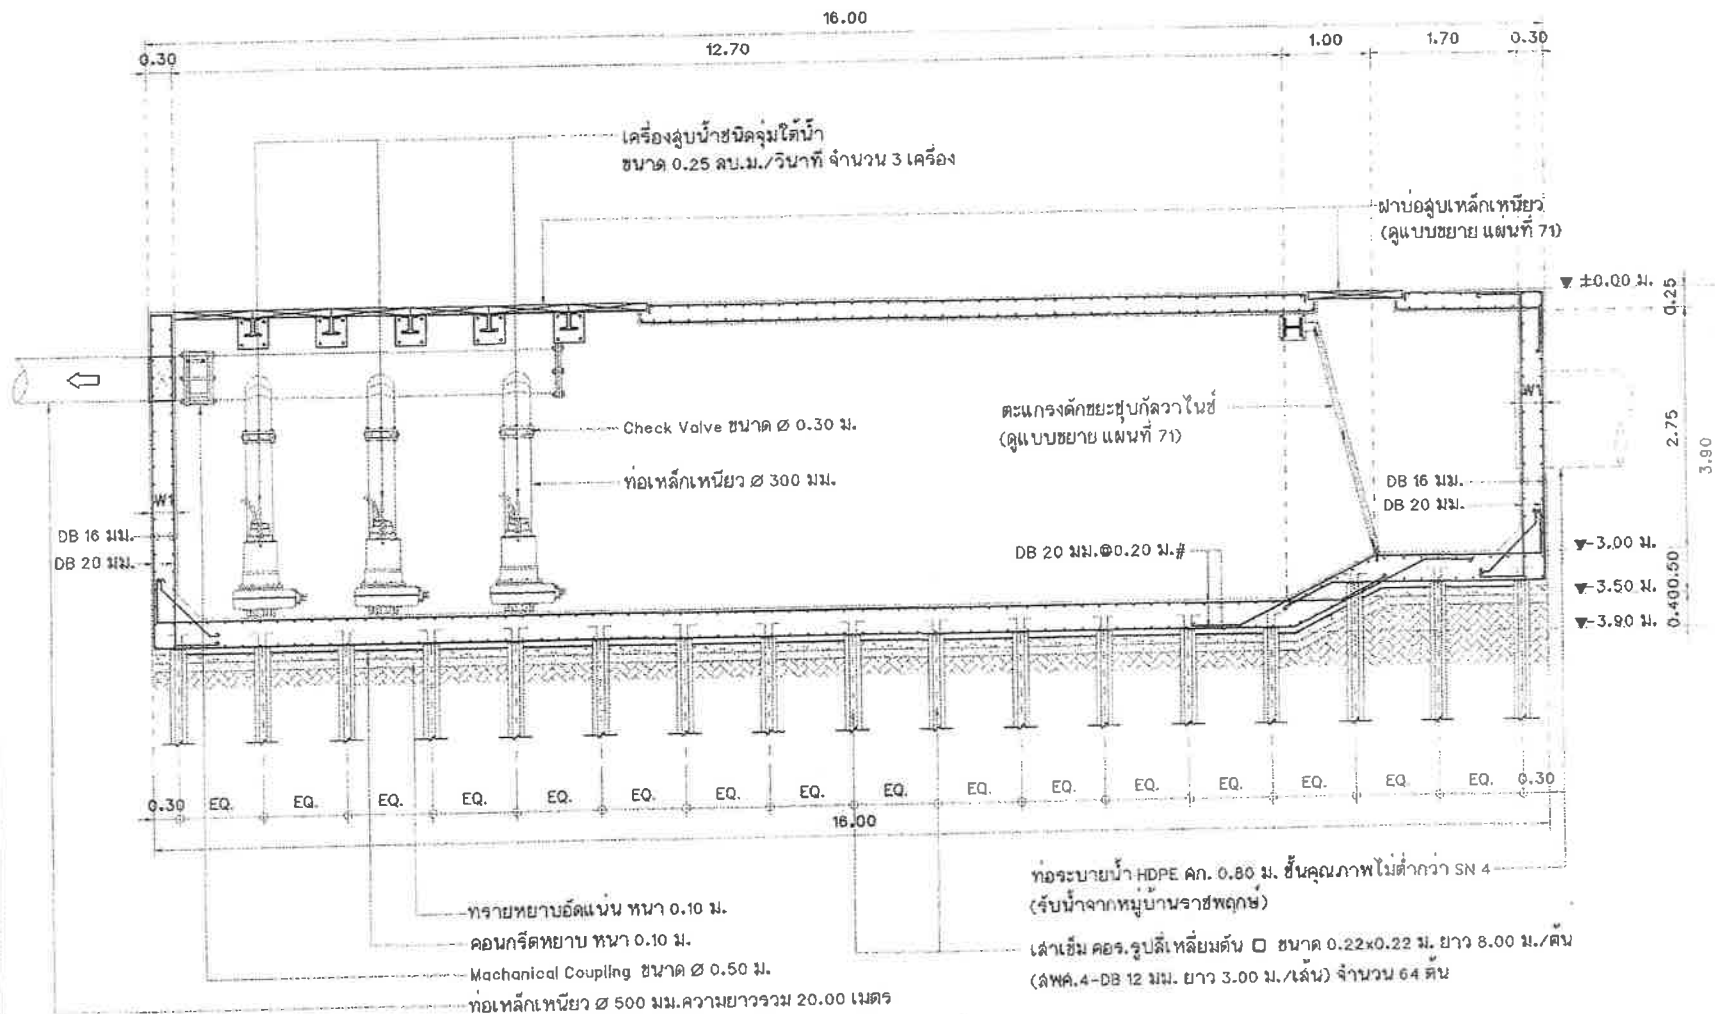 16.00
0.30
12.70
1.00
1.70
0.30
เครื่องสูบน้ำชนิดจุ่มใต้น้ำ
ขนาด 0.25 ลบ.ม./วินาที จำนวน 3 เครื่อง
ฝาบ่อสูบเหล็กเหนียว
(ดูแบบขยาย แผ่นที่ 71)
±0.00 ม.
0.25
ตะแกรงดักขยะชุบกัลวาไนซ์
(ดูแบบขยาย แผ่นที่ 71)
W1
2.75
3.90
Check Valve ขนาด Ø 0.30 ม.
ท่อเหล็กเหนียว Ø 300 มม.
W1
DB 16 มม.
DB 20 มม.
DB 16 มม.
DB 20 มม.
DB 20 มม.@0.20 ม.#
-3.00 ม.
0.50
-3.50 ม.
0.40
-3.90 ม.
0.30 EQ. EQ. EQ. EQ. EQ. EQ. EQ. EQ. EQ. EQ. EQ. EQ. EQ. EQ. EQ. EQ. 0.30
16.00
ท่อระบายน้ำ HDPE ศก. 0.80 ม. ชั้นคุณภาพไม่ต่ำกว่า SN 4
(รับน้ำจากหมู่บ้านราชพฤกษ์)
ทรายหยาบอัดแน่น หนา 0.10 ม.
คอนกรีตหยาบ หนา 0.10 ม.
Machanical Coupling ขนาด Ø 0.50 ม.
ท่อเหล็กเหนียว Ø 500 มม.ความยาวรวม 20.00 เมตร
เสาเข็ม คอร.รูปสี่เหลี่ยมตัน ขนาด 0.22x0.22 ม. ยาว 8.00 ม./ต้น
(สพค.4-DB 12 มม. ยาว 3.00 ม./เส้น) จำนวน 64 ต้น